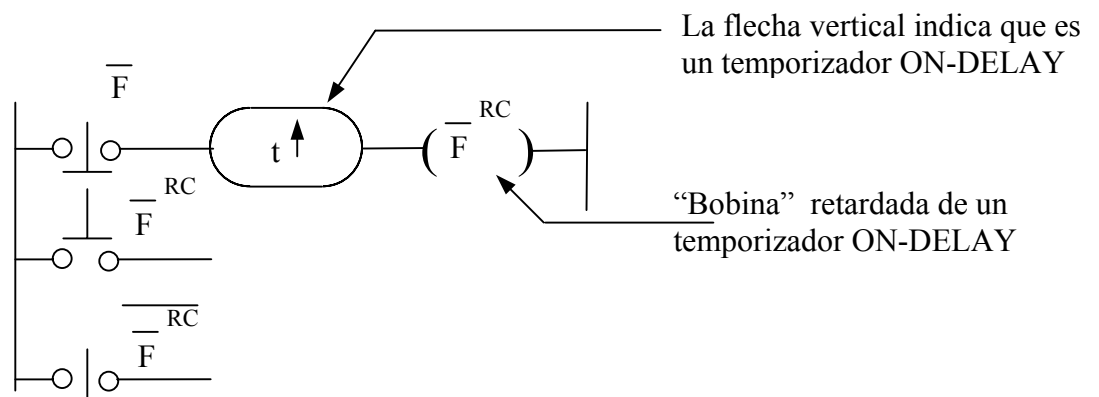 La flecha vertical indica que es
un temporizador ON-DELAY
F̅
t
F̅ RC
F̅ RC
“Bobina” retardada de un
temporizador ON-DELAY
F̅ RC